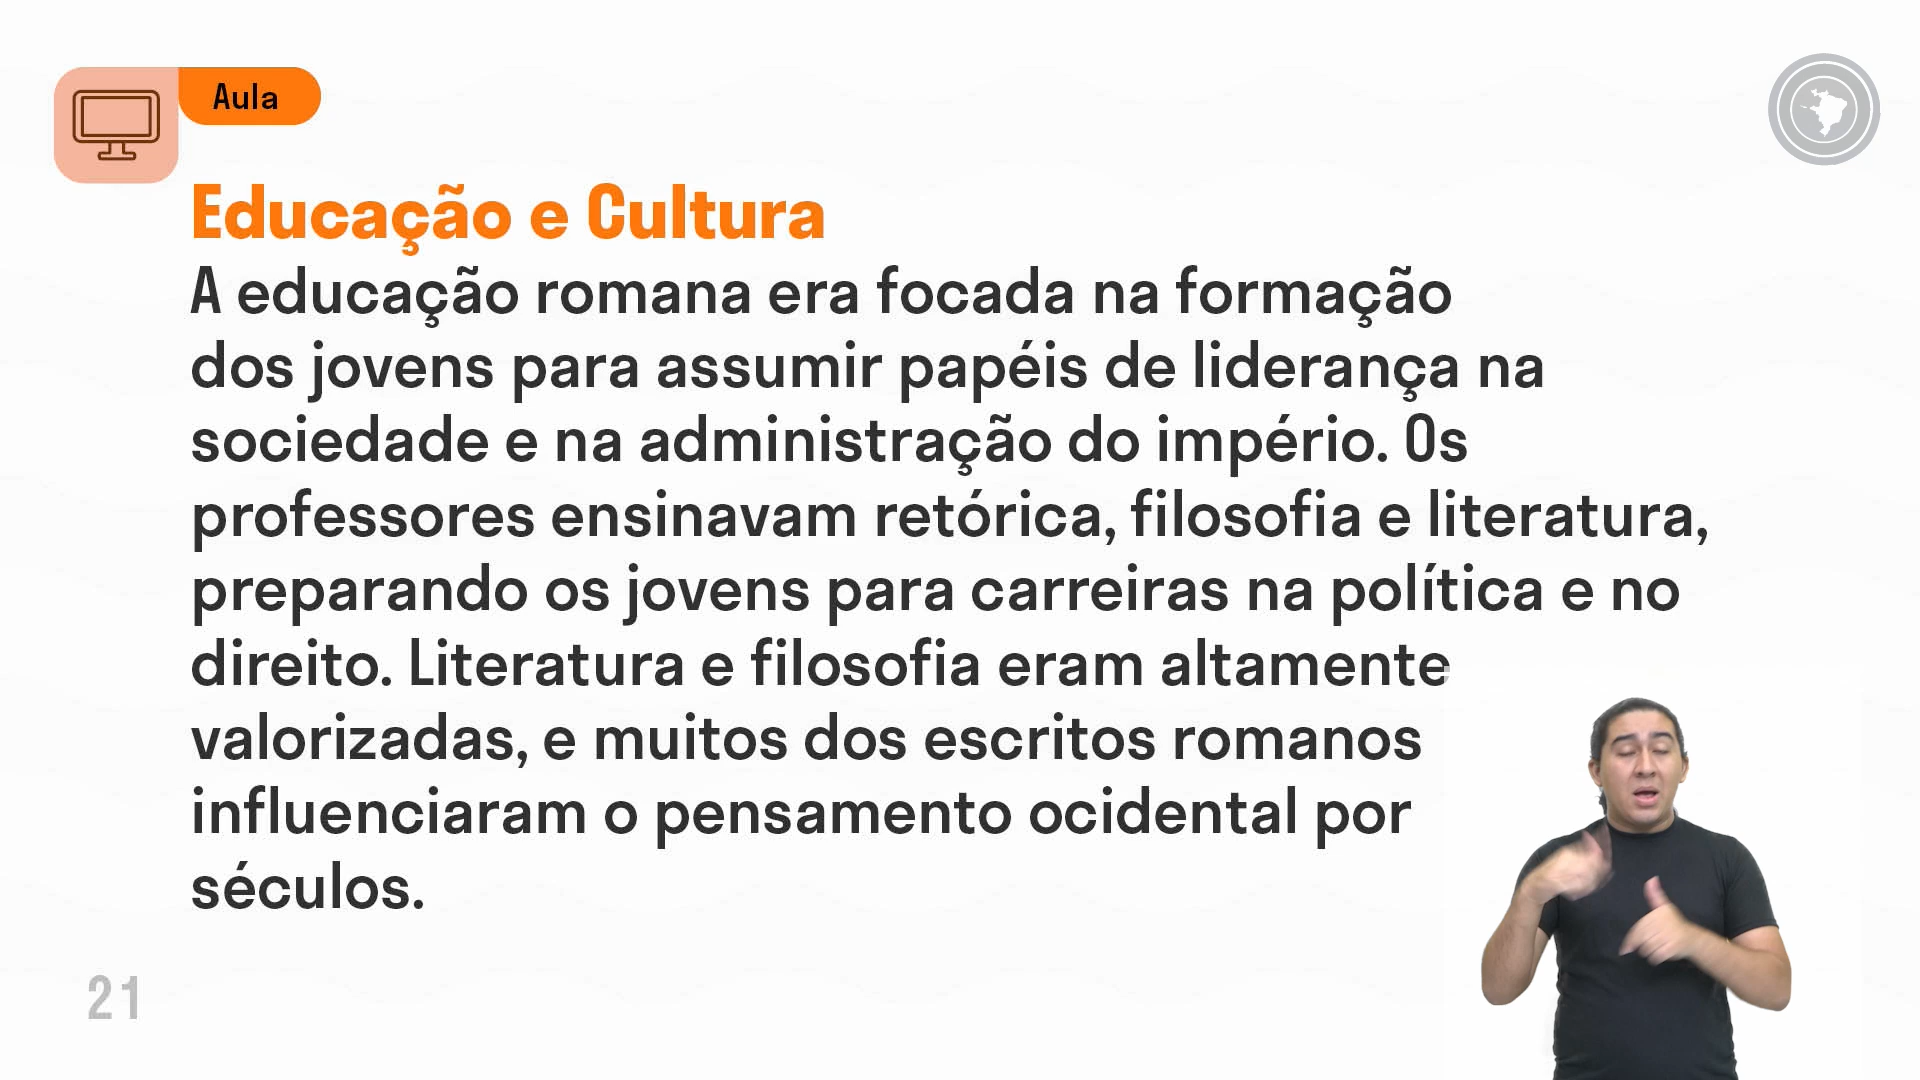 Aula
Educação e Cultura
A educação romana era focada na formação
dos jovens para assumir papéis de liderança na
sociedade e na administração do império. Os
professores ensinavam retórica, filosofia e literatura,
preparando os jovens para carreiras na política e no
direito. Literatura e filosofia eram altamente
valorizadas, e muitos dos escritos romanos
influenciaram o pensamento ocidental por
séculos.
21